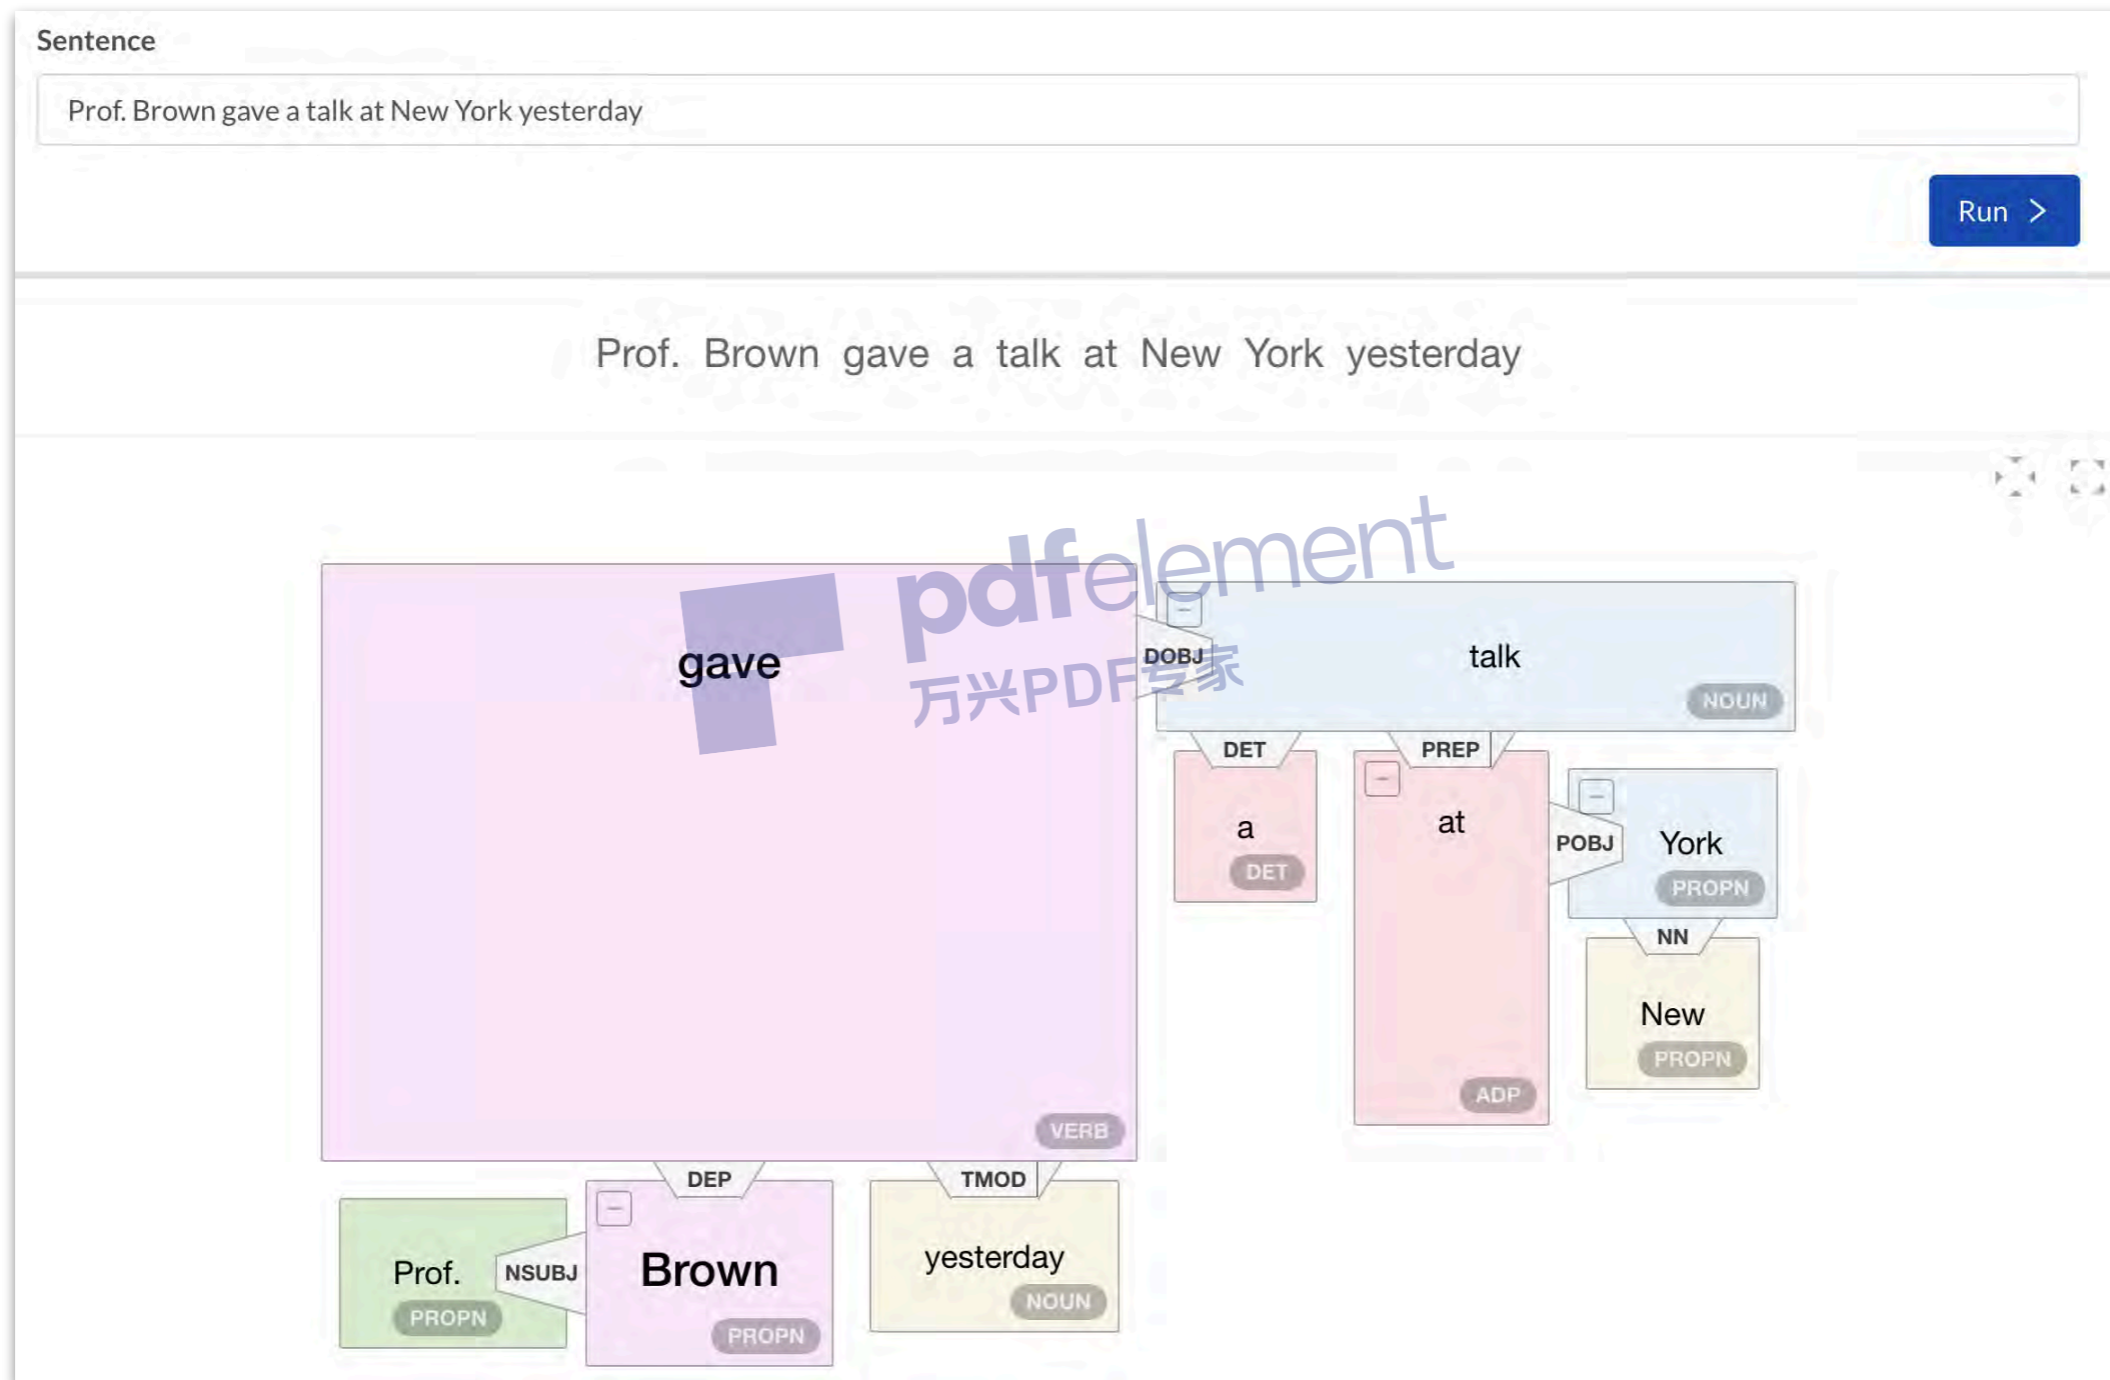 Sentence
Prof. Brown gave a talk at New York yesterday
Run
Prof. Brown gave a talk at New York yesterday
pdfelement
万兴PDF专家
gave
VERB
DOBJ
talk
NOUN
DET
a
DET
PREP
at
ADP
POBJ
York
PROPN
NN
New
PROPN
DEP
TMOD
Prof.
PROPN
NSUBJ
Brown
PROPN
yesterday
NOUN